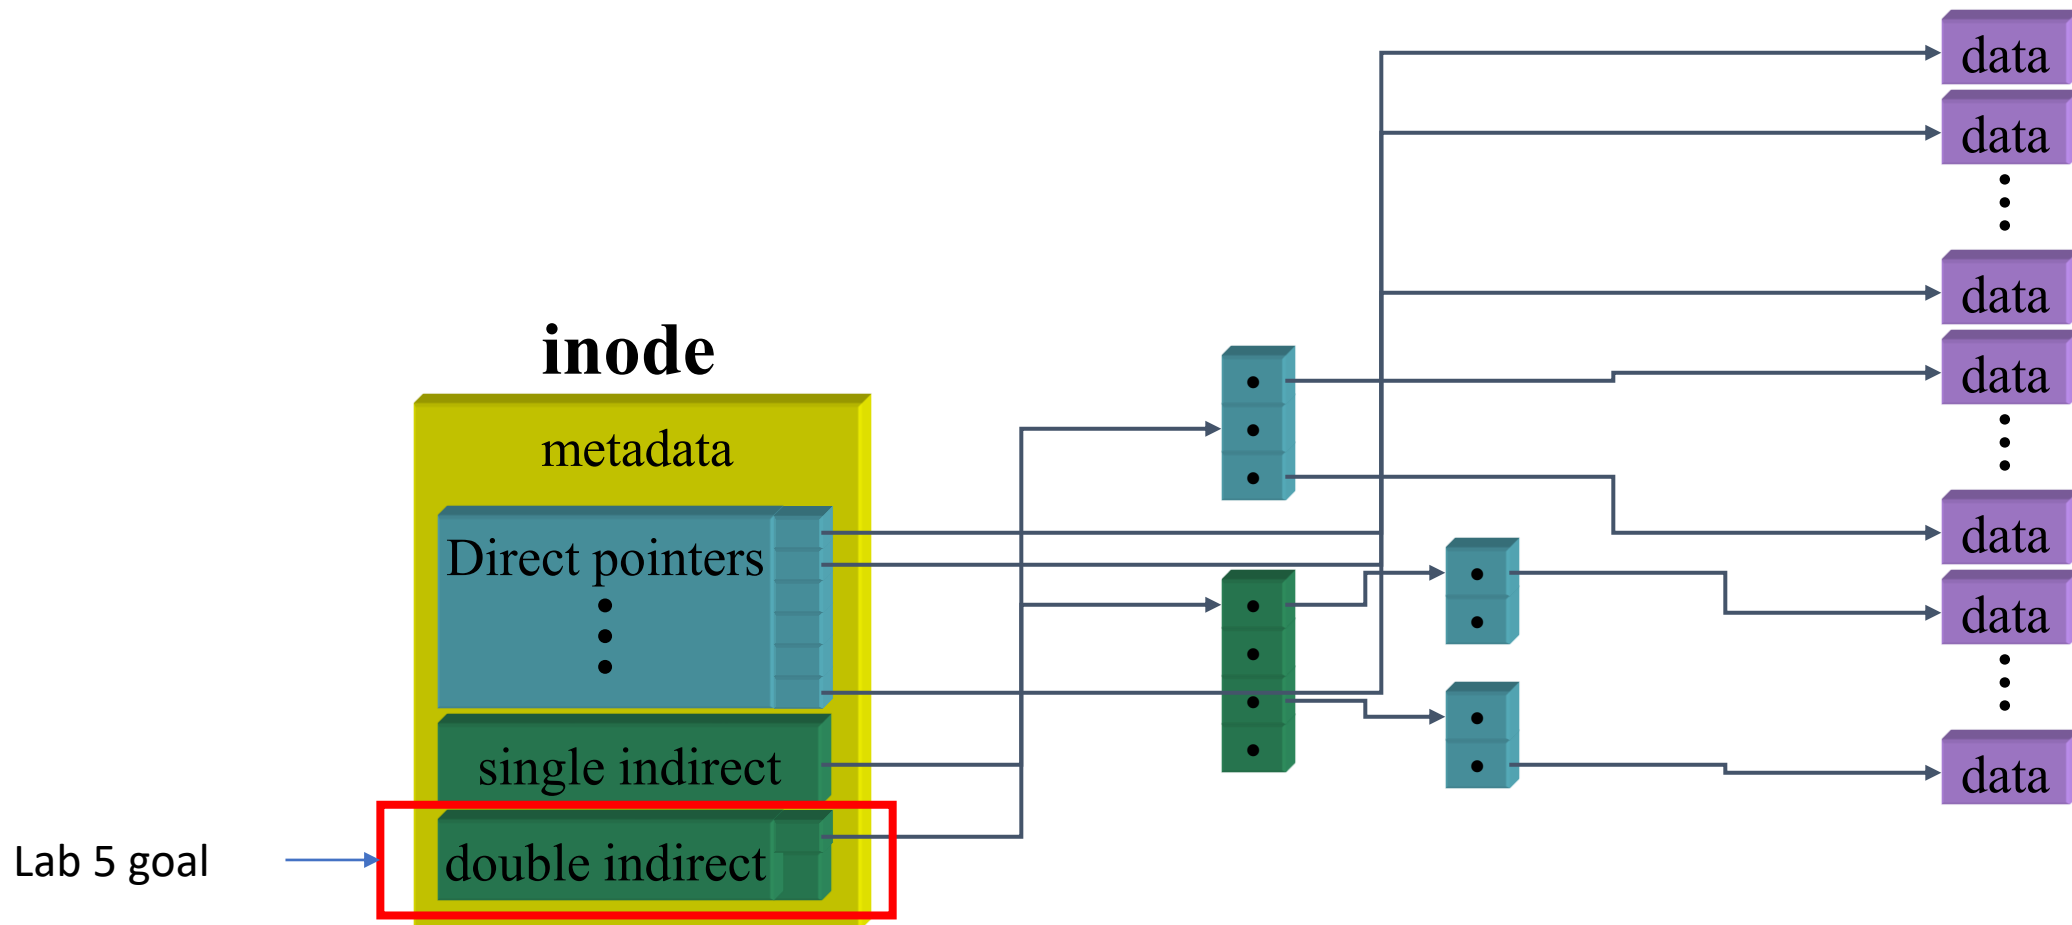 inode
metadata
Direct pointers
single indirect
double indirect
Lab 5 goal
data
data
data
data
data
data
data